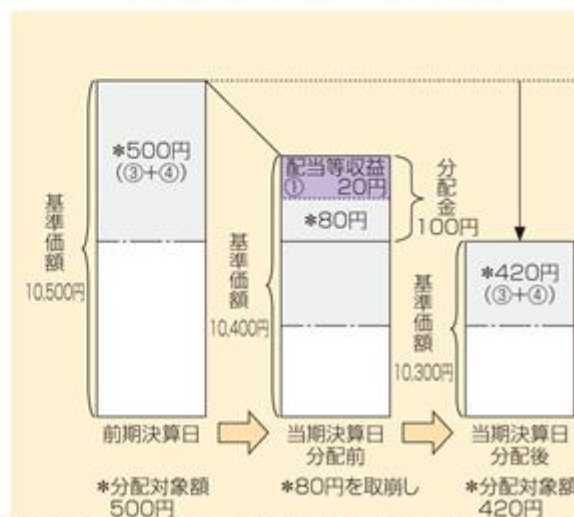 *500円
(③+④)
基準価額
10,500円
配当等収益
① 20円
*80円
分配金
100円
基準価額
10,400円
*420円
(③+④)
基準価額
10,300円
前期決算日
当期決算日
分配前
当期決算日
分配後
*分配対象額
500円
*80円を取崩し
*分配対象額
420円